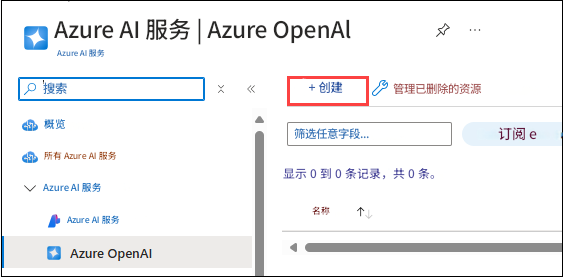 Azure AI 服务 | Azure OpenAl
Azure AI 服务
搜索
+ 创建
管理已删除的资源
概览
所有 Azure AI 服务
Azure AI 服务
Azure AI 服务
Azure OpenAI
筛选任意字段...
订阅 e
显示 0 到 0 条记录，共 0 条。
名称